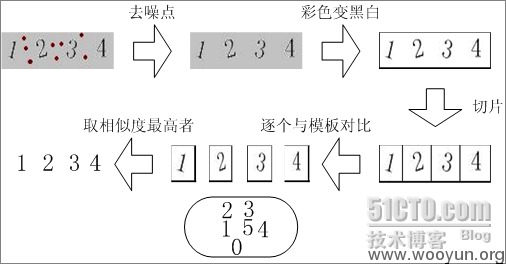 去噪点
彩色变黑白
1 2 3 4
1 2 3 4
1 2 3 4
切片
取相似度最高者
逐个与模板对比
1 2 3 4
1 2 3 4
1 2 3 4
2 3
1 5 4
0
51CTO.com
技术博客 Blog
www.wooyun.org